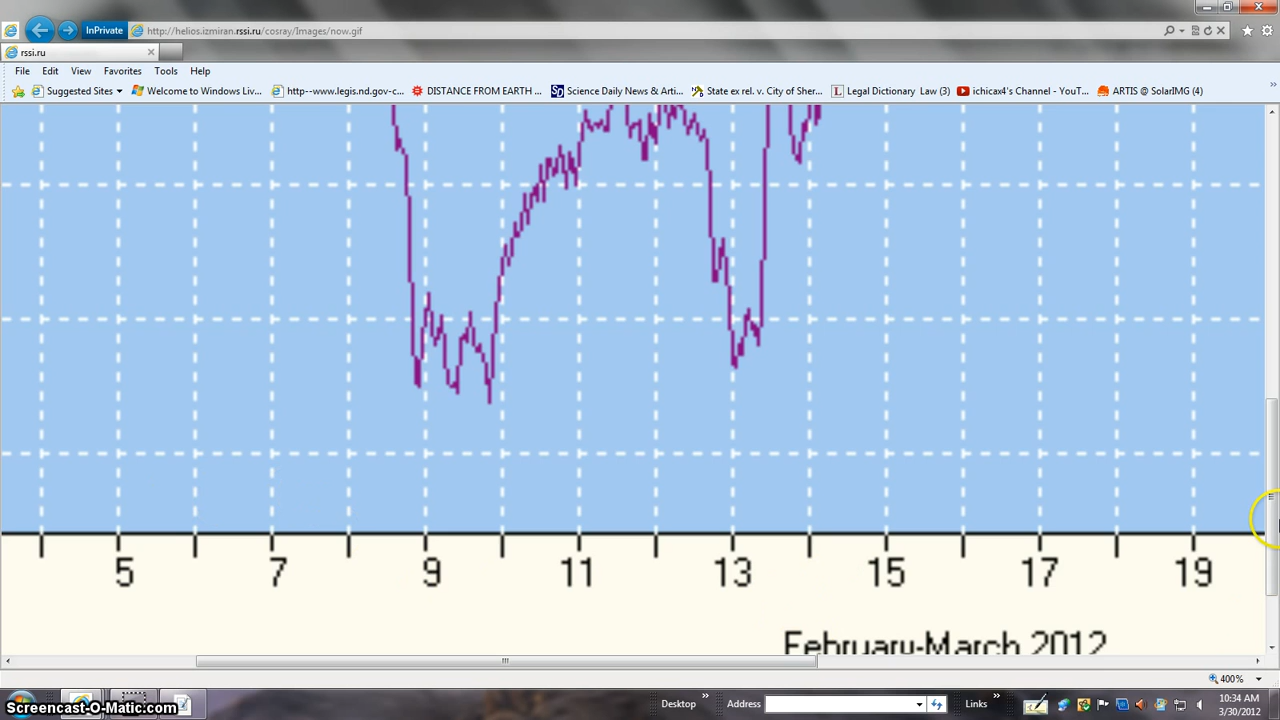 InPrivate http://helios.izmiran.rssi.ru/cosray/Images/now.gif
rssi.ru
File Edit View Favorites Tools Help
Suggested Sites Welcome to Windows Liv... http--www.legis.nd.gov-c... DISTANCE FROM EARTH ... Sp Science Daily News & Arti... State ex rel. v. City of Sher... L Legal Dictionary Law (3) ichicax4's Channel - YouT... ARTIS @ SolarIMG (4)
5 7 9 11 13 15 17 19
February-March 2012
400%
Desktop » Address Links » 10:34 AM
3/30/2012
Screencast-O-Matic.com